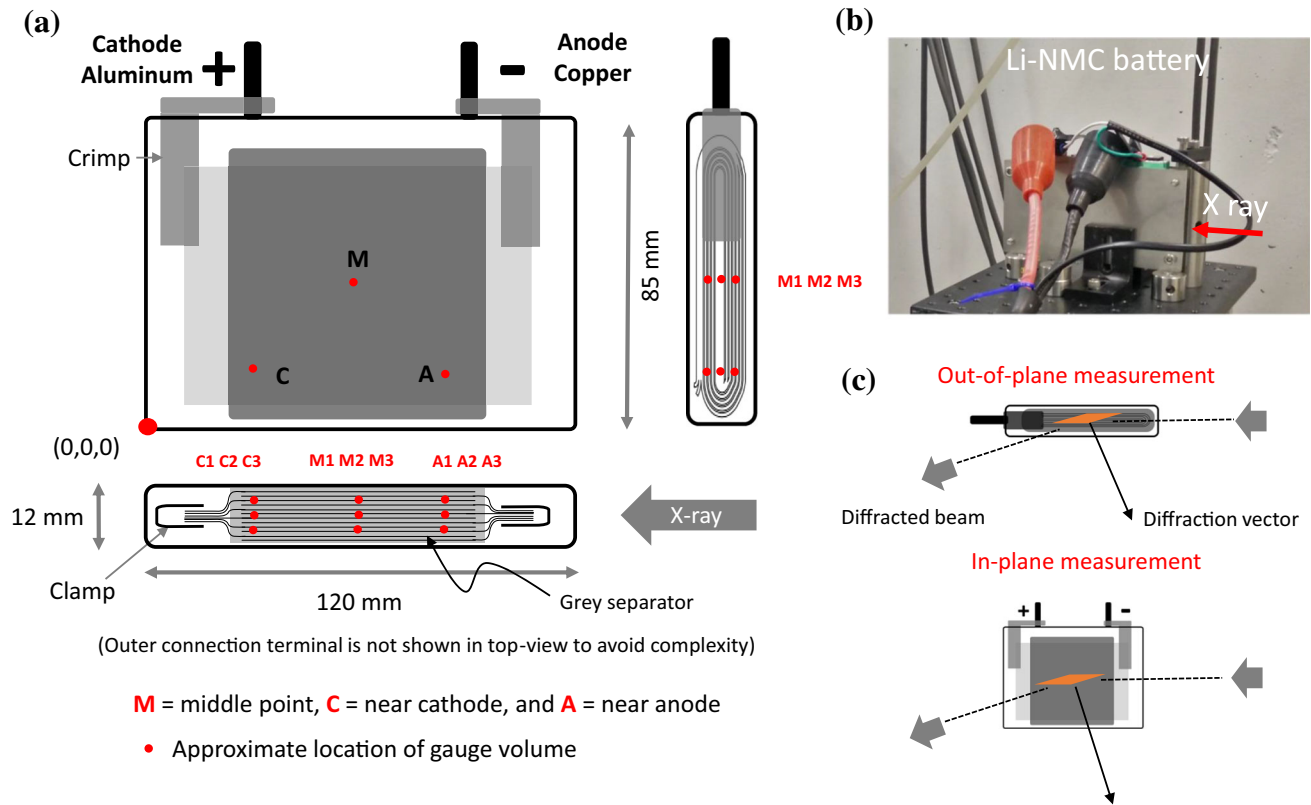 (a)
Cathode
Aluminum
+
-
Anode
Copper
Crimp
M
C
A
(0,0,0)
85 mm
M1 M2 M3
C1 C2 C3
M1 M2 M3
A1 A2 A3
12 mm
X-ray
Clamp
120 mm
Grey separator
(Outer connection terminal is not shown in top-view to avoid complexity)
M = middle point, C = near cathode, and A = near anode
• Approximate location of gauge volume
(b)
Li-NMC battery
X ray
(c)
Out-of-plane measurement
Diffracted beam
Diffraction vector
In-plane measurement
+
-